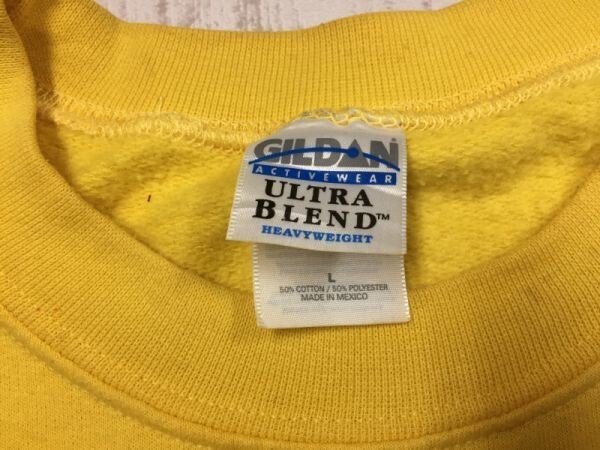 GILDAN
ACTIVEWEAR
ULTRA
BLEND™
HEAVYWEIGHT
L
50% COTTON / 50% POLYESTER
MADE IN MEXICO